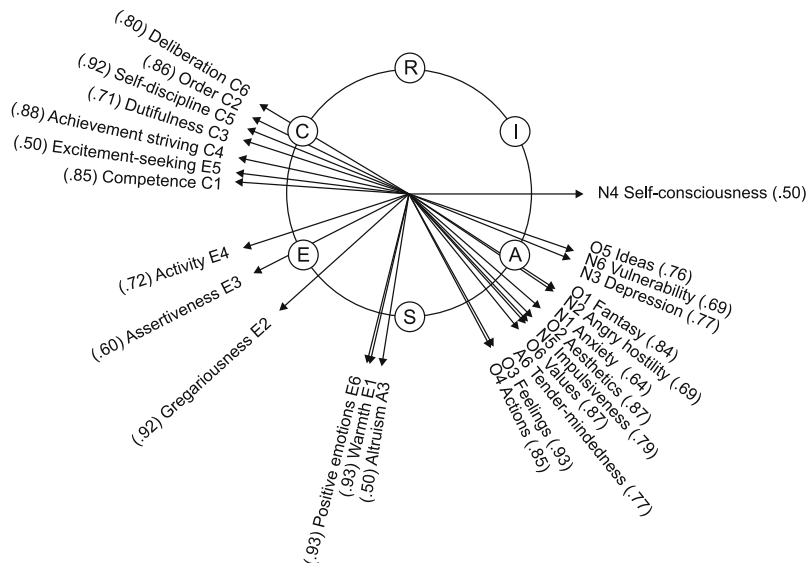 (.80) Deliberation C6
(.86) Order C2
(.92) Self-discipline C5
(.71) Dutifulness C3
(.88) Achievement striving C4
(.50) Excitement-seeking E5
(.85) Competence C1
R
C
I
N4 Self-consciousness (.50)
(.72) Activity E4
(.60) Assertiveness E3
(.92) Gregariousness E2
E
A
S
O5 Ideas (.76)
N6 Vulnerability (.69)
N3 Depression (.77)
O1 Fantasy (.84)
N2 Angry hostility (.69)
N1 Anxiety (.64)
O2 Aesthetics (.87)
N5 Impulsiveness (.79)
O6 Values (.87)
A6 Tender-mindedness (.77)
O3 Feelings (.93)
O4 Actions (.85)
(.93) Positive emotions E6
(.93) Warmth E1
(.50) Altruism A3